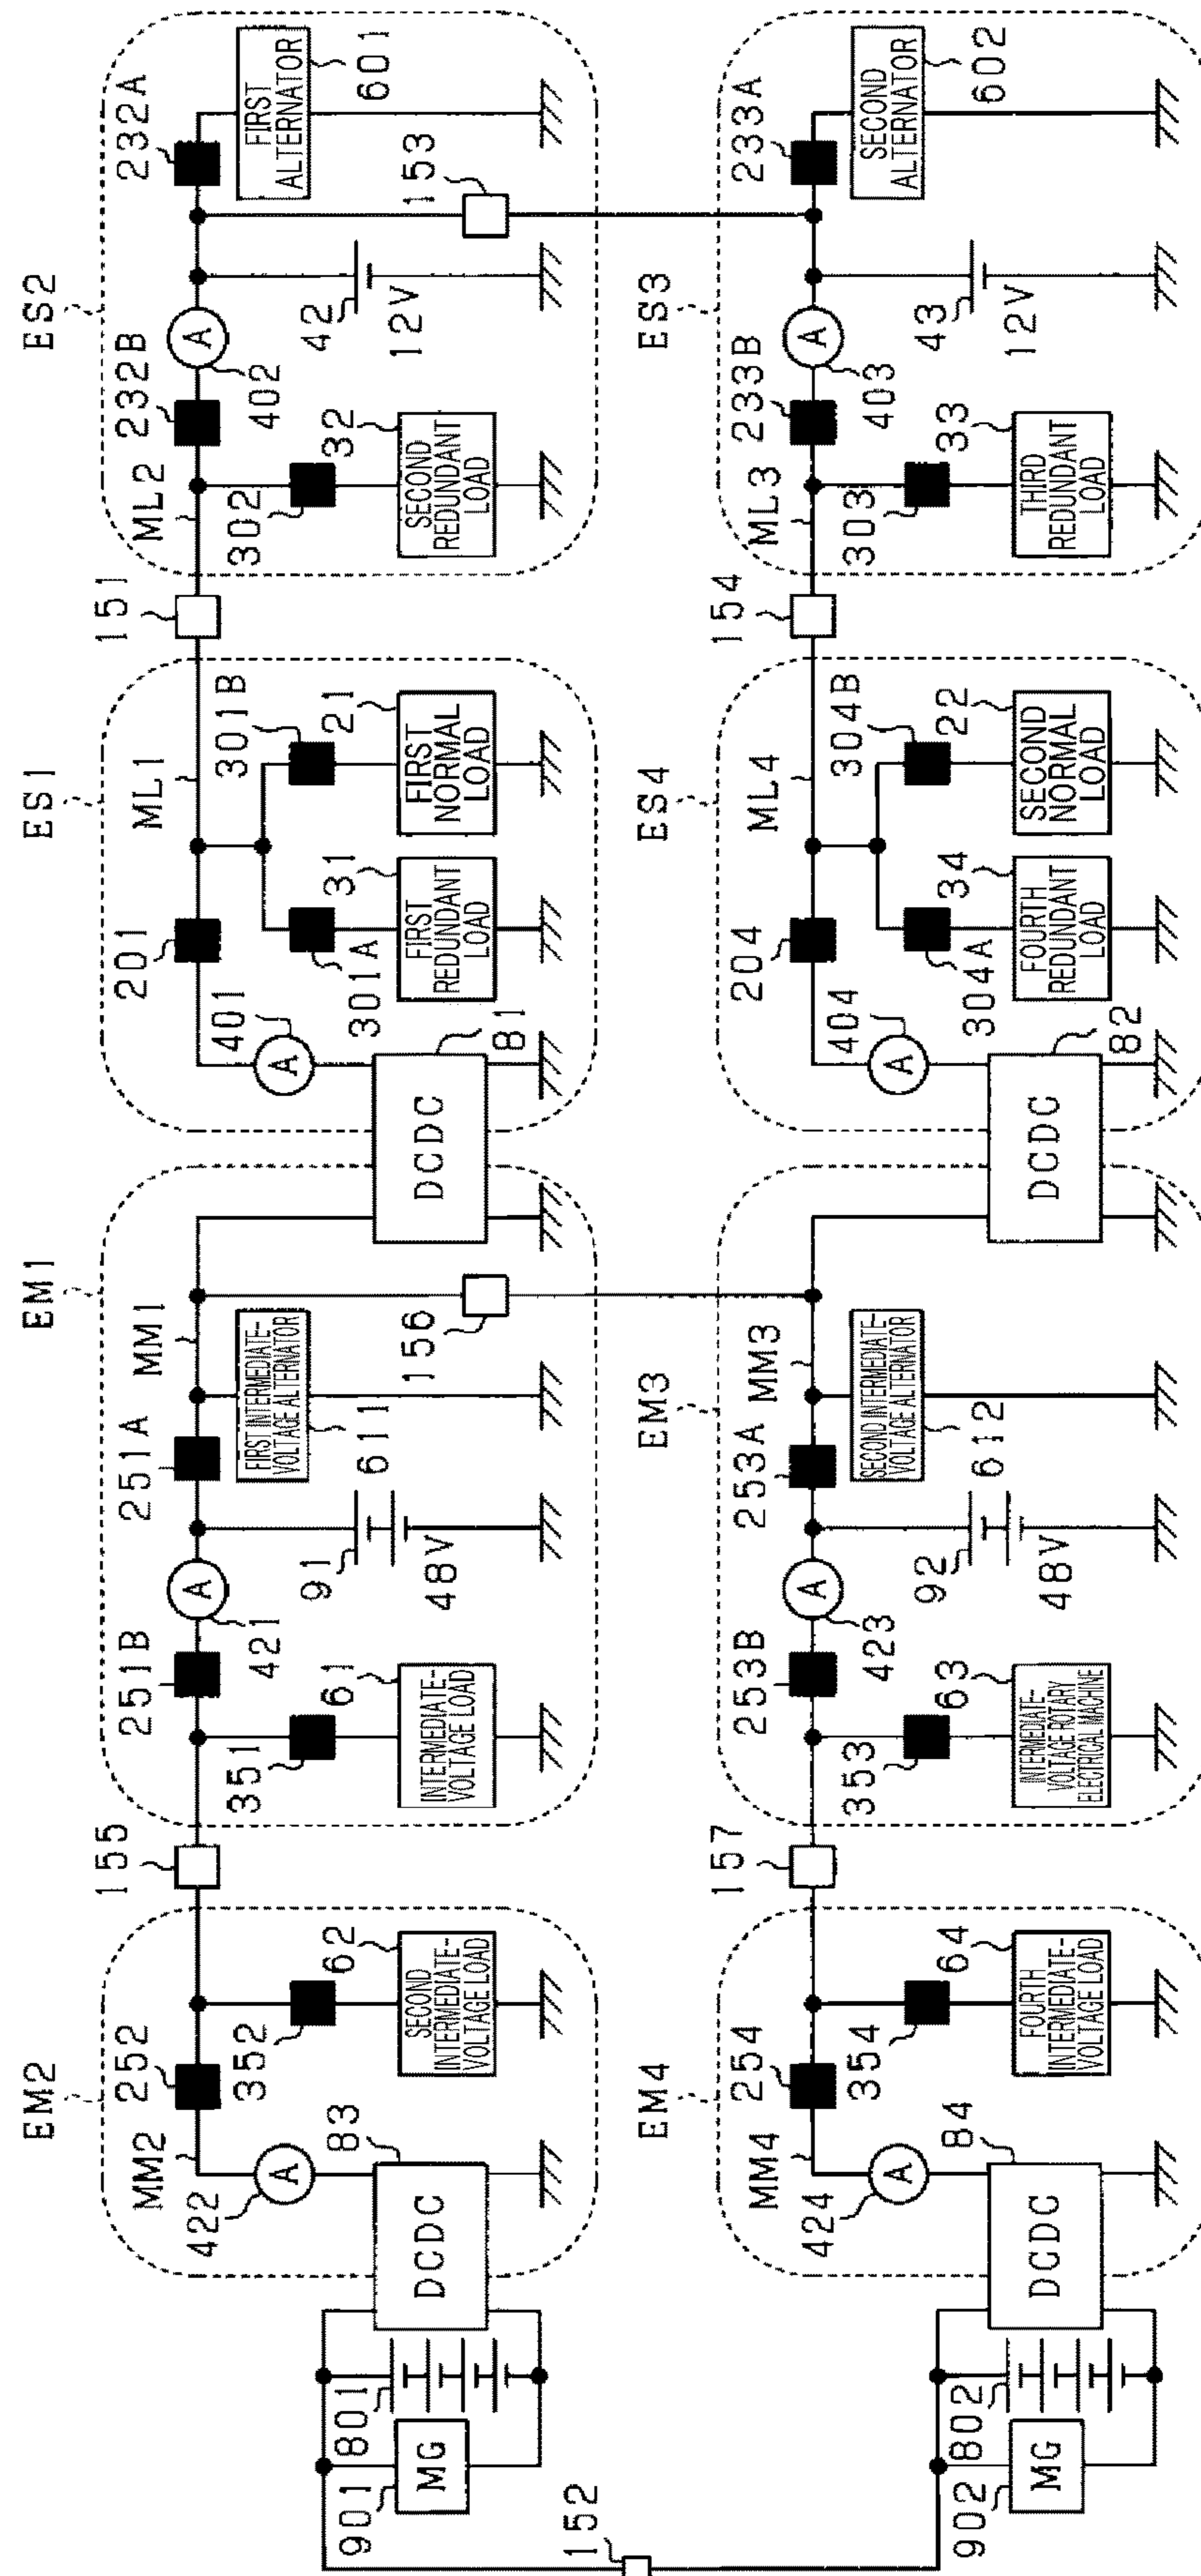 EM2
EM1
ES1
ES2
MM2
252
155
251B
251A
MM1
201
ML1
151
ML2
232B
232A
422
A
83
352
62
SECOND
INTERMEDIATE-
VOLTAGE LOAD
351
61
INTERMEDIATE-
VOLTAGE LOAD
A
421
91
48V
FIRST INTERMEDIATE-
VOLTAGE ALTERNATOR
611
156
401
A
81
301A
31
FIRST
REDUNDANT
LOAD
301B
21
FIRST
NORMAL
LOAD
302
32
SECOND
REDUNDANT
LOAD
A
402
42
12V
153
FIRST
ALTERNATOR
601
901
MG
801
DCDC
DCDC
152
EM4
EM3
ES4
ES3
MM4
254
157
253B
253A
MM3
204
ML4
154
ML3
233B
233A
424
A
84
354
64
FOURTH
INTERMEDIATE-
VOLTAGE LOAD
353
63
INTERMEDIATE-
VOLTAGE ROTARY
ELECTRICAL MACHINE
A
423
92
48V
SECOND INTERMEDIATE-
VOLTAGE ALTERNATOR
612
404
A
82
304A
34
FOURTH
REDUNDANT
LOAD
304B
22
SECOND
NORMAL
LOAD
303
33
THIRD
REDUNDANT
LOAD
A
403
43
12V
SECOND
ALTERNATOR
602
902
MG
802
DCDC
DCDC